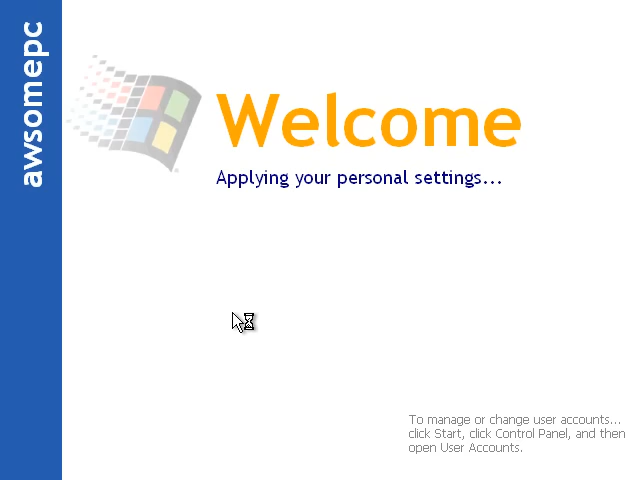 awsomepc
Welcome
Applying your personal settings...
To manage or change user accounts...
click Start, click Control Panel, and then
open User Accounts.